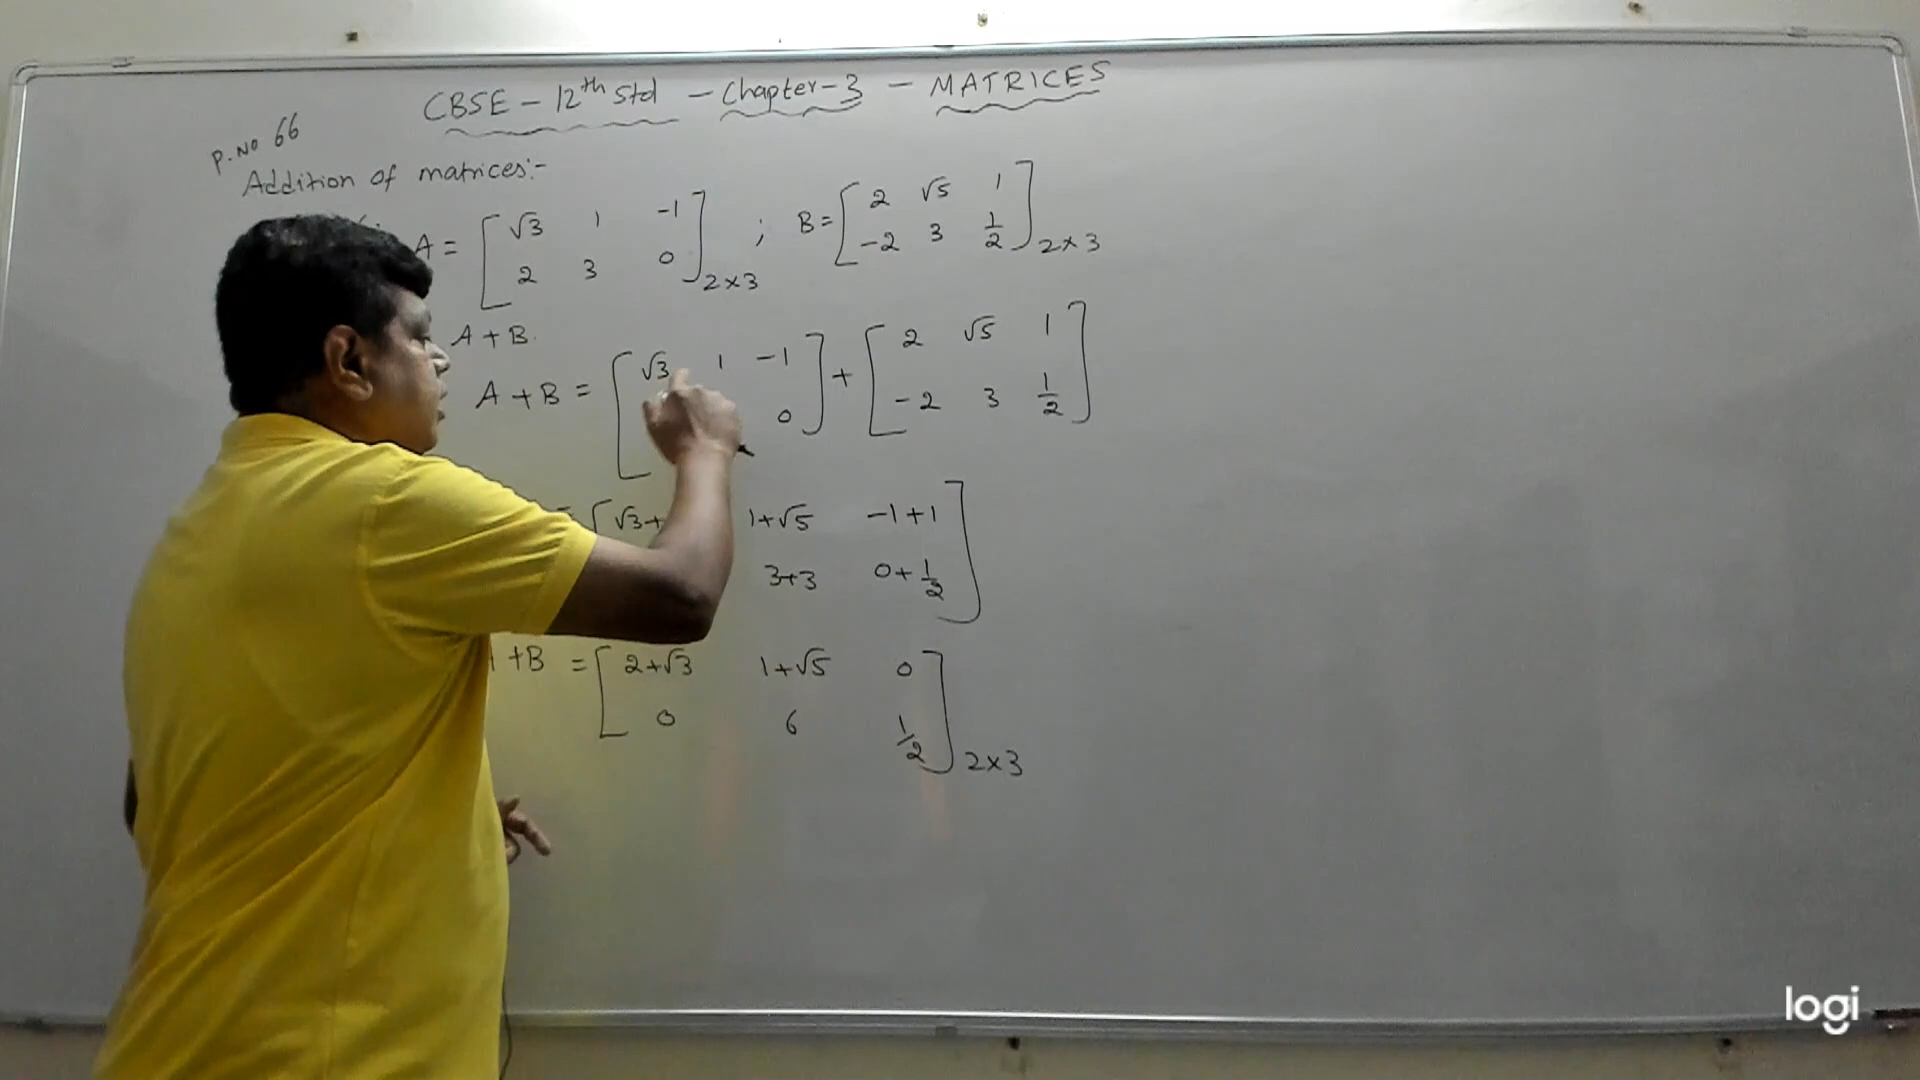 CBSE - 12th Std - Chapter-3 - MATRICES
P.No 66
Addition of matrices:-
A = [ √3 1 -1 ; B = [ 2 √5 1
2 3 0 ]2×3 -2 3 1/2 ]2×3
A + B.
A + B = [ √3 1 -1 ] + [ 2 √5 1
0 -2 3 1/2 ]
= [ √3+ 1+√5 -1+1
3+3 0+1/2 ]
+B = [ 2+√3 1+√5 0
0 6 1/2 ]2×3
logi